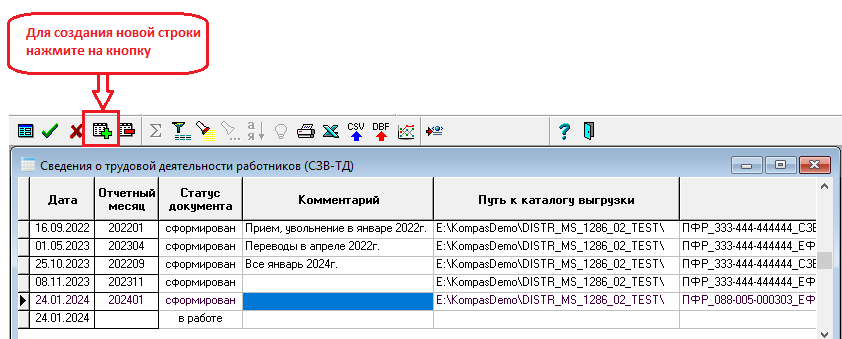 Для создания новой строки
нажмите на кнопку
Σ а я CSV DBF ?
Сведения о трудовой деятельности работников (СЗВ-ТД)
Дата Отчетный месяц Статус документа Комментарий Путь к каталогу выгрузки
16.09.2022 202201 сформирован Прием, увольнение в январе 2022г. E:\KompasDemo\DISTR_MS_1286_02_TEST\ ПФР_333-444-444444_СЗВ
01.05.2023 202304 сформирован Переводы в апреле 2022г. E:\KompasDemo\DISTR_MS_1286_02_TEST\ ПФР_333-444-444444_ЕФ
25.10.2023 202209 сформирован Все январь 2024г. E:\KompasDemo\DISTR_MS_1286_02_TEST\ ПФР_333-444-444444_СЗВ
08.11.2023 202311 сформирован E:\KompasDemo\DISTR_MS_1286_02_TEST\ ПФР_333-444-444444_ЕФ
24.01.2024 202401 сформирован E:\KompasDemo\DISTR_MS_1286_02_TEST\ ПФР_088-005-000303_ЕФ
24.01.2024 в работе